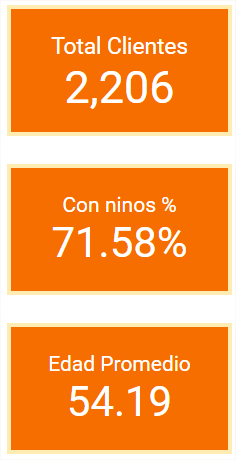 Total Clientes
2,206
Con ninos %
71.58%
Edad Promedio
54.19